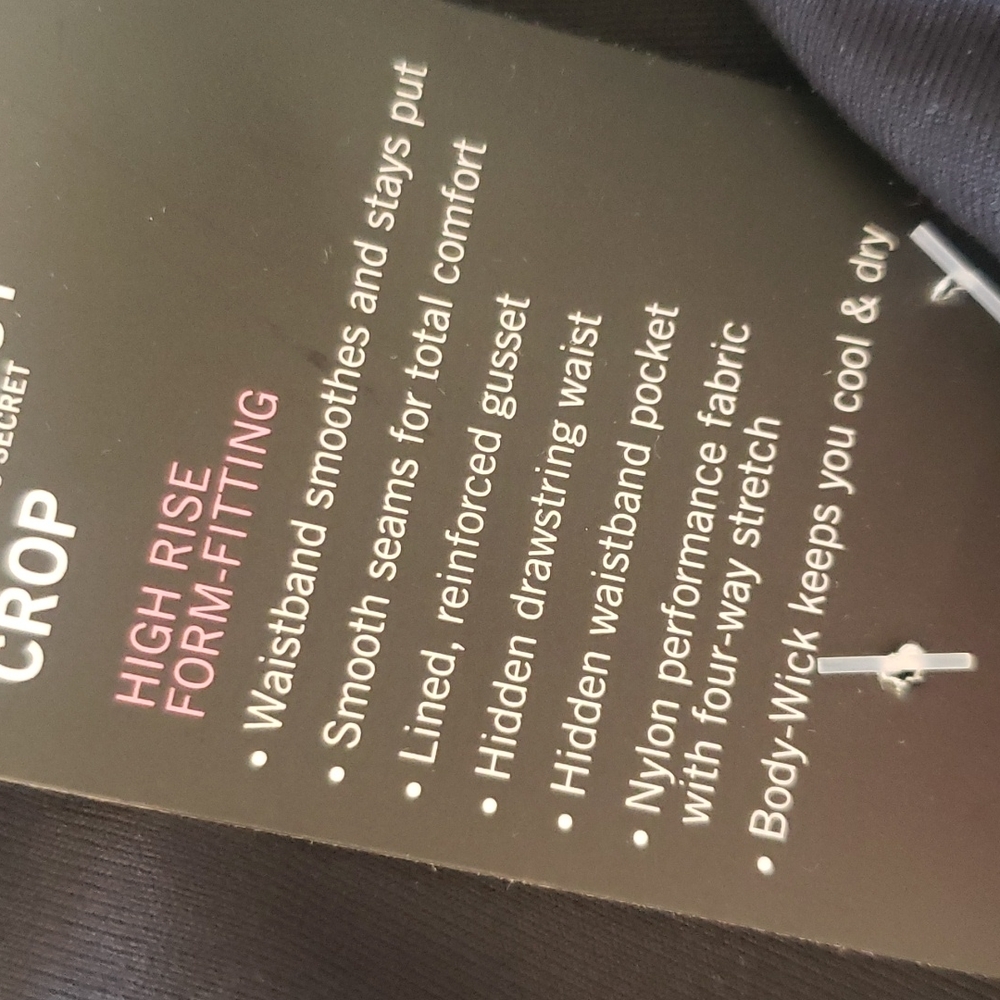 SECRET
CROP
HIGH RISE
FORM-FITTING
• Waistband smoothes and stays put
• Smooth seams for total comfort
• Lined, reinforced gusset
• Hidden drawstring waist
• Hidden waistband pocket
• Nylon performance fabric
with four-way stretch
• Body-Wick keeps you cool & dry